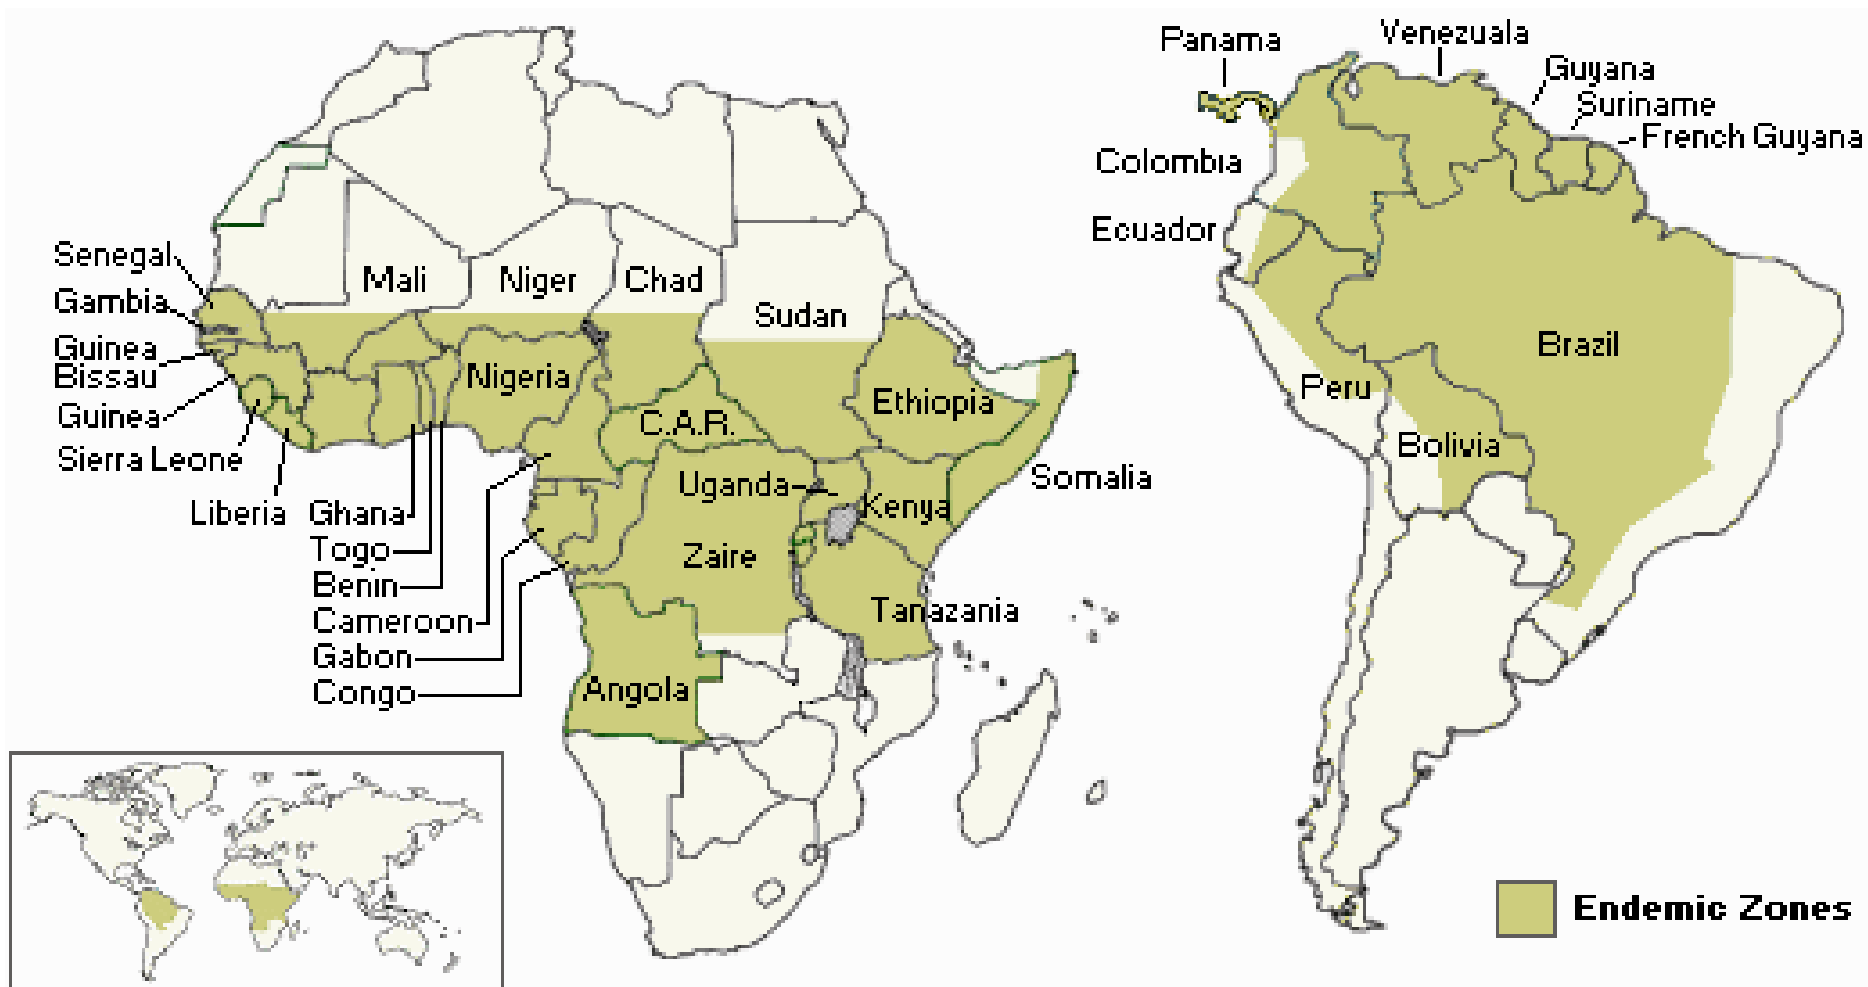 Senegal
Gambia
Guinea
Bissau
Guinea
Sierra Leone
Liberia
Ghana
Togo
Benin
Cameroon
Gabon
Congo
Mali
Niger
Chad
Sudan
Nigeria
C.A.R.
Ethiopia
Uganda
Kenya
Somalia
Zaire
Tanazania
Angola
Panama
Venezuala
Guyana
Suriname
French Guyana
Colombia
Ecuador
Brazil
Peru
Bolivia
Endemic Zones